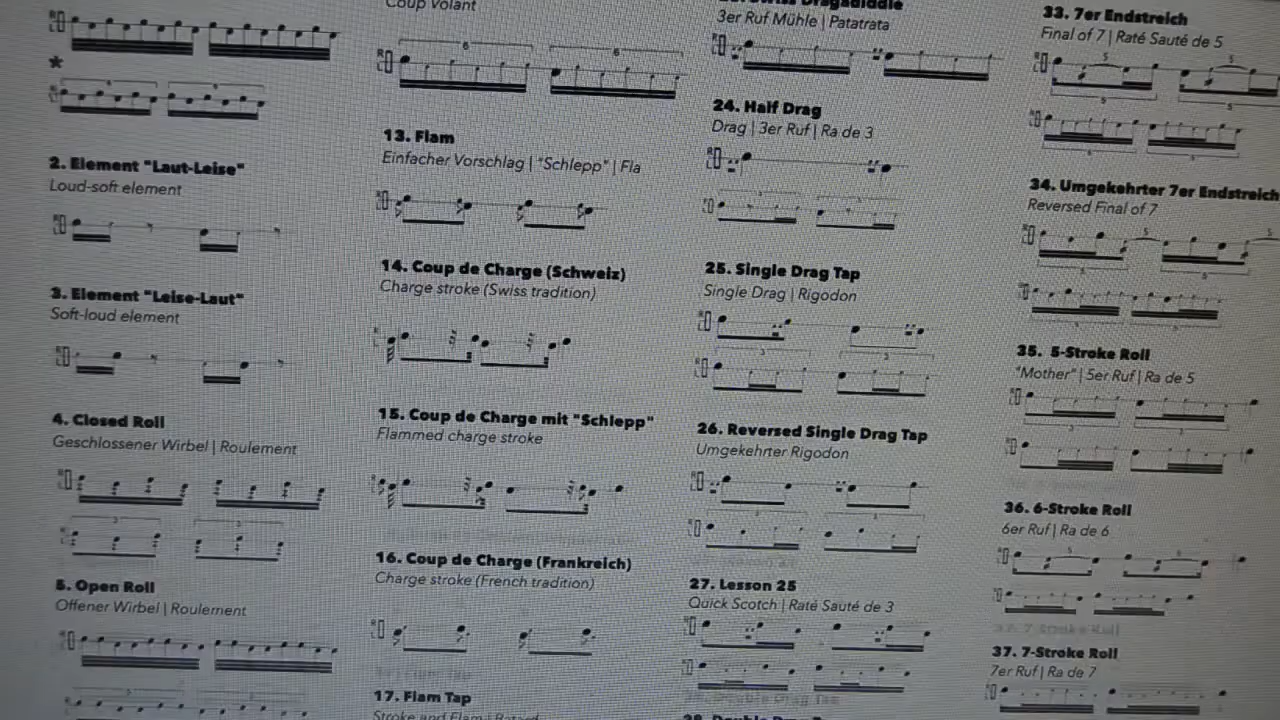 2. Element "Laut-Leise"
Loud-soft element
3. Element "Leise-Laut"
Soft-loud element
4. Closed Roll
Geschlossener Wirbel | Roulement
5. Open Roll
Offener Wirbel | Roulement
Coup Volant
6 6
13. Flam
Einfacher Vorschlag | "Schlepp" | Fla
14. Coup de Charge (Schweiz)
Charge stroke (Swiss tradition)
15. Coup de Charge mit "Schlepp"
Flammed charge stroke
16. Coup de Charge (Frankreich)
Charge stroke (French tradition)
17. Flam Tap
Stroke and Flam |
3er Ruf Mühle | Patatrata
24. Half Drag
Drag | 3er Ruf | Ra de 3
25. Single Drag Tap
Single Drag | Rigodon
26. Reversed Single Drag Tap
Umgekehrter Rigodon
27. Lesson 25
Quick Scotch | Raté Sauté de 3
33. 7er Endstreich
Final of 7 | Raté Sauté de 5
34. Umgekehrter 7er Endstreich
Reversed Final of 7
35. 5-Stroke Roll
"Mother" | 5er Ruf | Ra de 5
36. 6-Stroke Roll
6er Ruf | Ra de 6
37. 7-Stroke Roll
7er Ruf | Ra de 7